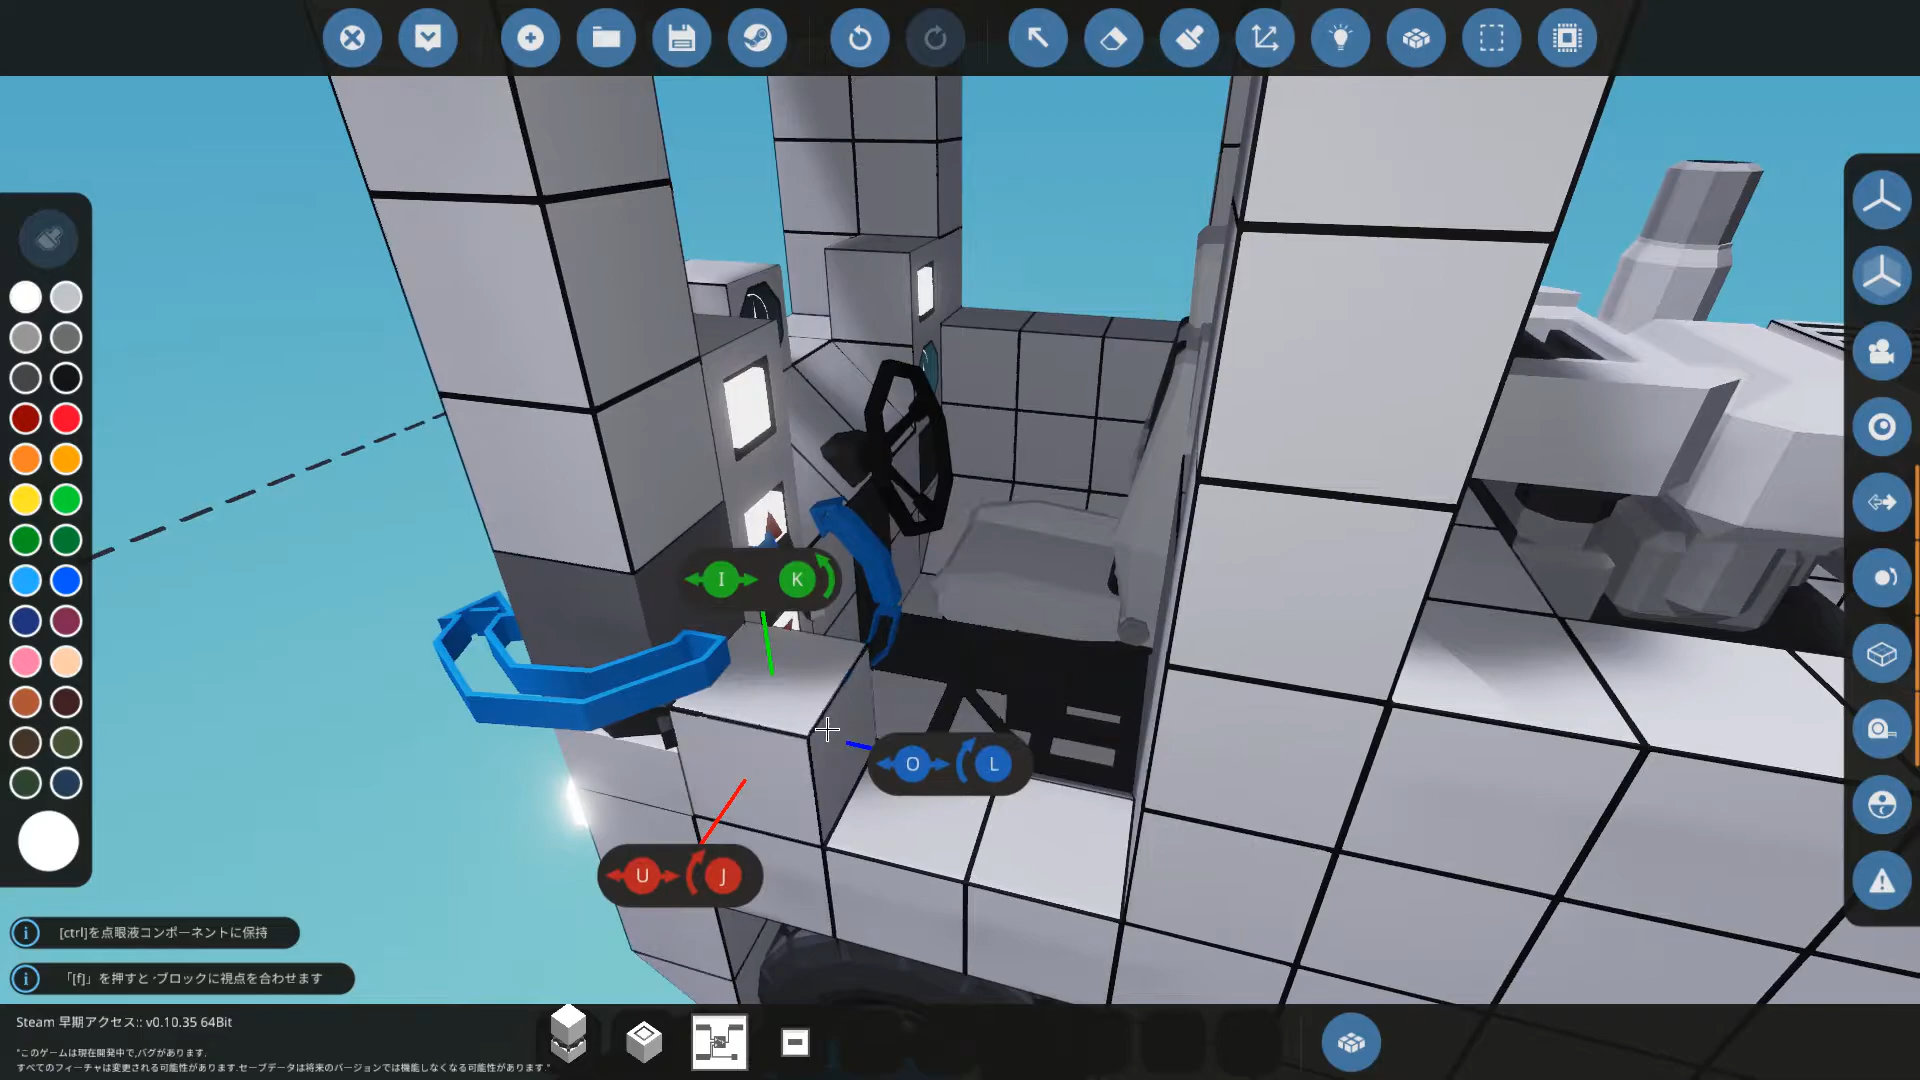 I K
O L
U J
[ctrl]を点眼液コンポーネントに保持
「[f]」を押すと・ブロックに視点を合わせます
Steam 早期アクセス:: v0.10.35 64Bit
"このゲームは現在開発中で,バグがあります.
すべてのフィーチャは変更される可能性があります.セーブデータは将来のバージョンでは機能しなくなる可能性があります."